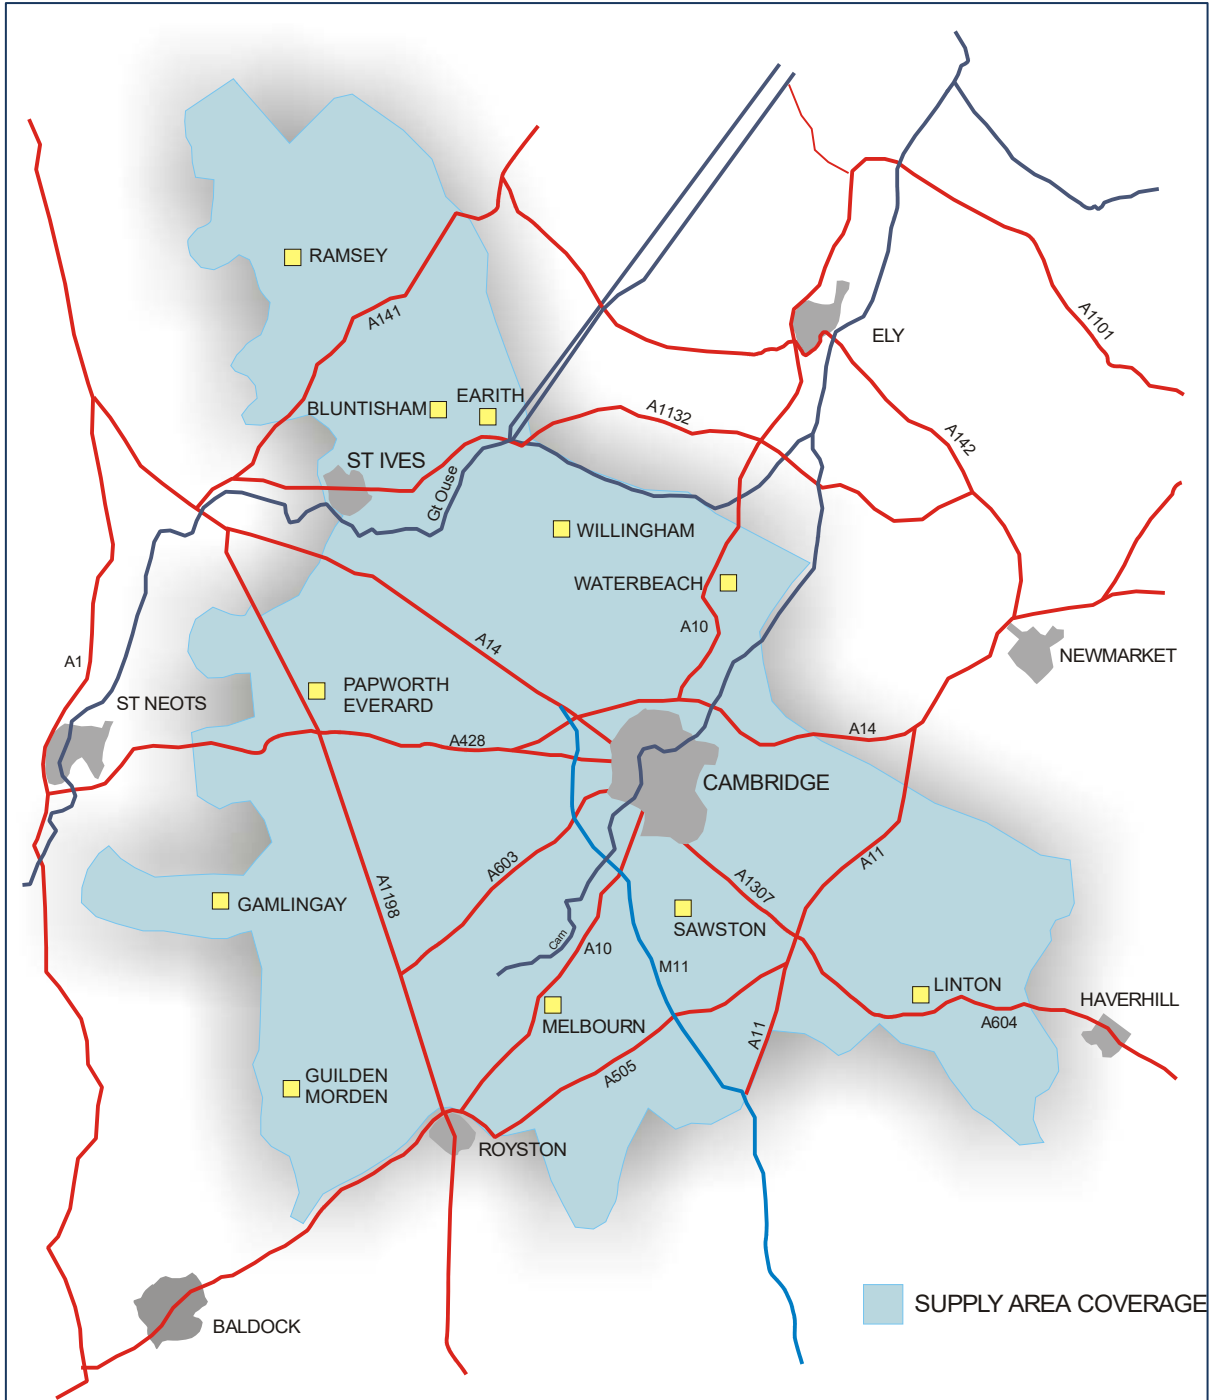 RAMSEY
A141
ELY
A1101
EARITH
BLUNTISHAM
A1132
A142
ST IVES
Gt Ouse
WILLINGHAM
WATERBEACH
A10
A14
A1
NEWMARKET
PAPWORTH
EVERARD
ST NEOTS
A428
A14
CAMBRIDGE
A603
A11
A1307
A1198
GAMLINGAY
SAWSTON
Cam
A10
M11
LINTON
HAVERHILL
MELBOURN
A604
A11
A505
GUILDEN
MORDEN
ROYSTON
SUPPLY AREA COVERAGE
BALDOCK